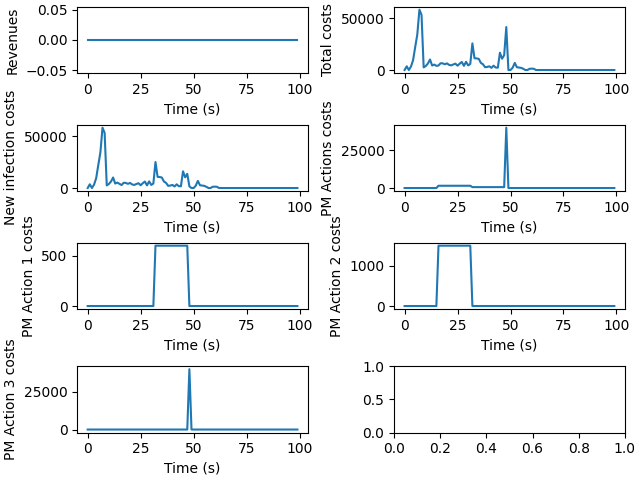 Revenues
0.05
0.00
−0.05
0 25 50 75 100
Time (s)
Total costs
50000
0
0 25 50 75 100
Time (s)
New infection costs
50000
0
0 25 50 75 100
Time (s)
PM Actions costs
25000
0
0 25 50 75 100
Time (s)
PM Action 1 costs
500
0
0 25 50 75 100
Time (s)
PM Action 2 costs
1000
0
0 25 50 75 100
Time (s)
PM Action 3 costs
25000
0
0 25 50 75 100
Time (s)
1.0
0.5
0.0
0.0 0.2 0.4 0.6 0.8 1.0